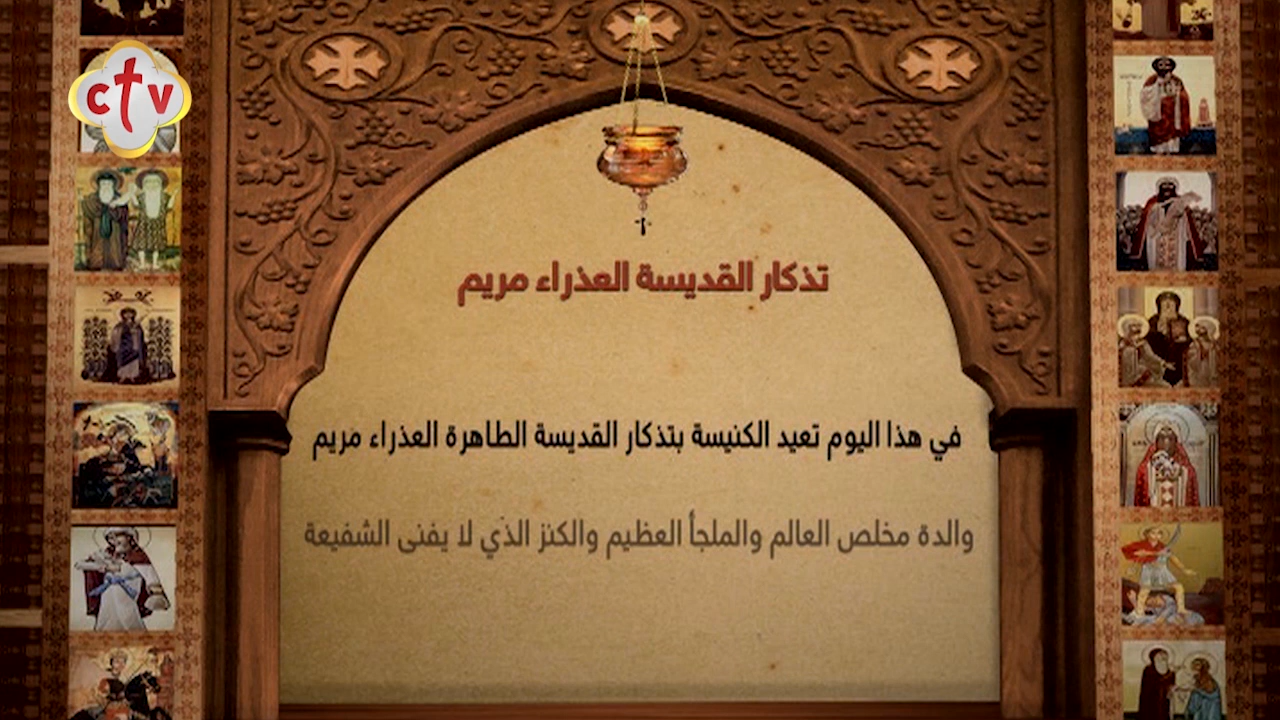 ctv
تذكار القديسة العذراء مريم
في هذا اليوم تعيد الكنيسة بتذكار القديسة الطاهرة العذراء مريم
والدة مخلص العالم والملجأ العظيم والكنز الذي لا يفنى الشفيعة